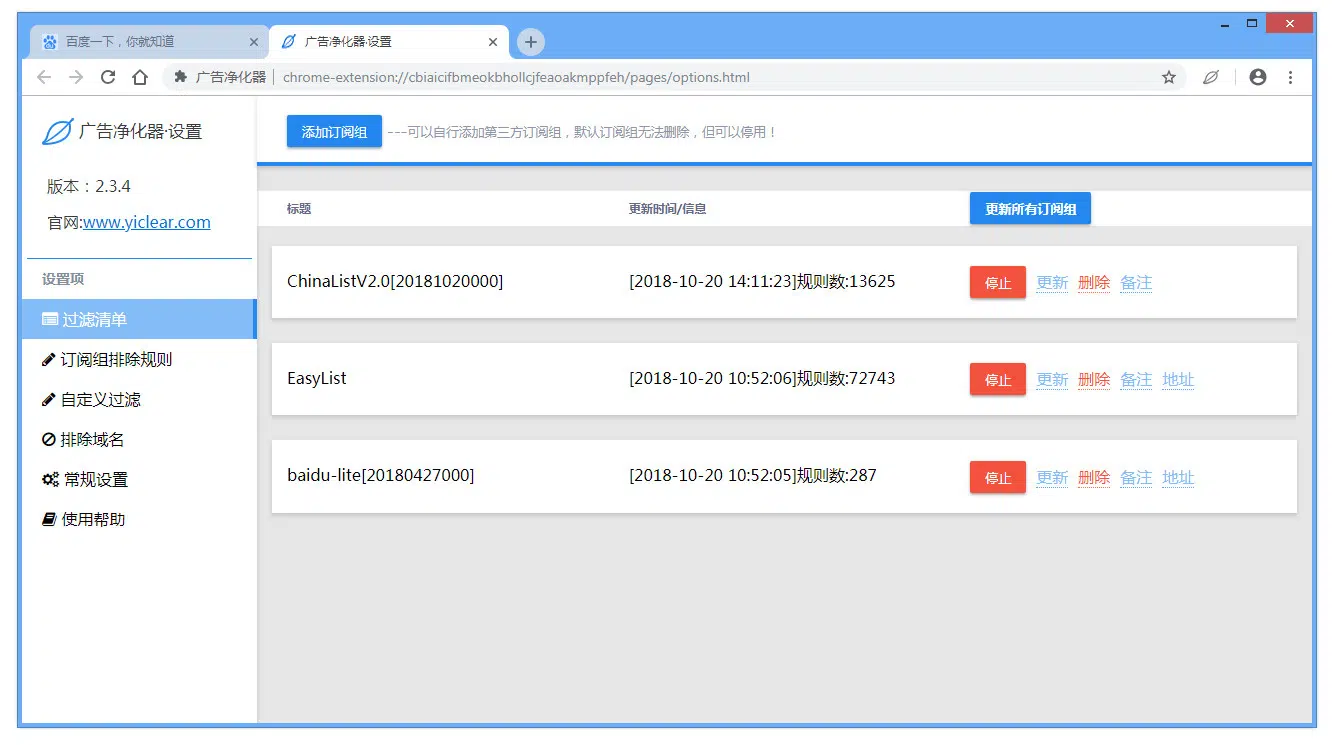 百度一下，你就知道
广告净化器·设置
广告净化器 | chrome-extension://cbiaicifbmeokbhollcjfeaoakmppfeh/pages/options.html
广告净化器·设置
版本：2.3.4
官网:www.yiclear.com
设置项
过滤清单
订阅组排除规则
自定义过滤
排除域名
常规设置
使用帮助
添加订阅组 ---可以自行添加第三方订阅组，默认订阅组无法删除，但可以停用！
标题 更新时间/信息 更新所有订阅组
ChinaListV2.0[20181020000] [2018-10-20 14:11:23]规则数:13625 停止 更新 删除 备注
EasyList [2018-10-20 10:52:06]规则数:72743 停止 更新 删除 备注 地址
baidu-lite[20180427000] [2018-10-20 10:52:05]规则数:287 停止 更新 删除 备注 地址